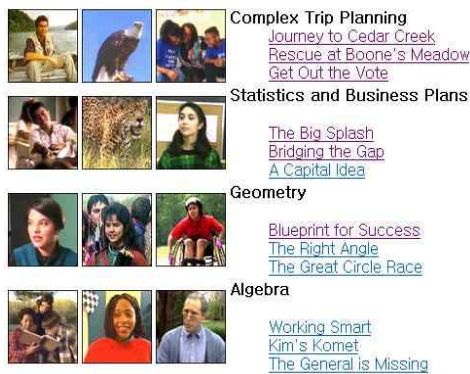 Complex Trip Planning
Journey to Cedar Creek
Rescue at Boone's Meadow
Get Out the Vote
Statistics and Business Plans
The Big Splash
Bridging the Gap
A Capital Idea
Geometry
Blueprint for Success
The Right Angle
The Great Circle Race
Algebra
Working Smart
Kim's Komet
The General is Missing